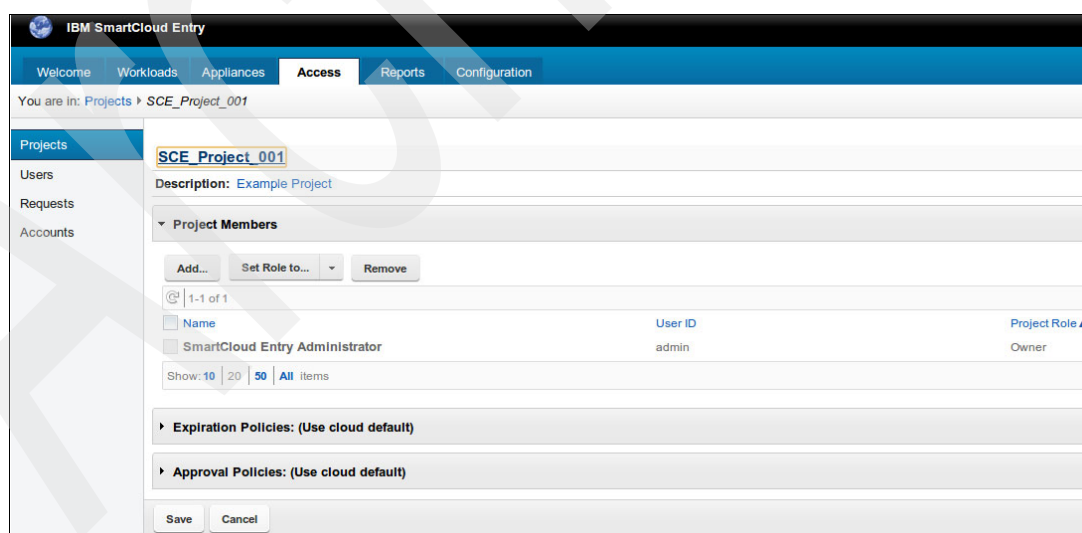 IBM SmartCloud Entry
Welcome Workloads Appliances Access Reports Configuration
You are in: Projects SCE_Project_001
Projects
Users
Requests
Accounts
SCE_Project_001
Description: Example Project
Project Members
Add... Set Role to... Remove
1-1 of 1
Name User ID Project Role
SmartCloud Entry Administrator admin Owner
Show: 10 | 20 | 50 | All items
Expiration Policies: (Use cloud default)
Approval Policies: (Use cloud default)
Save Cancel